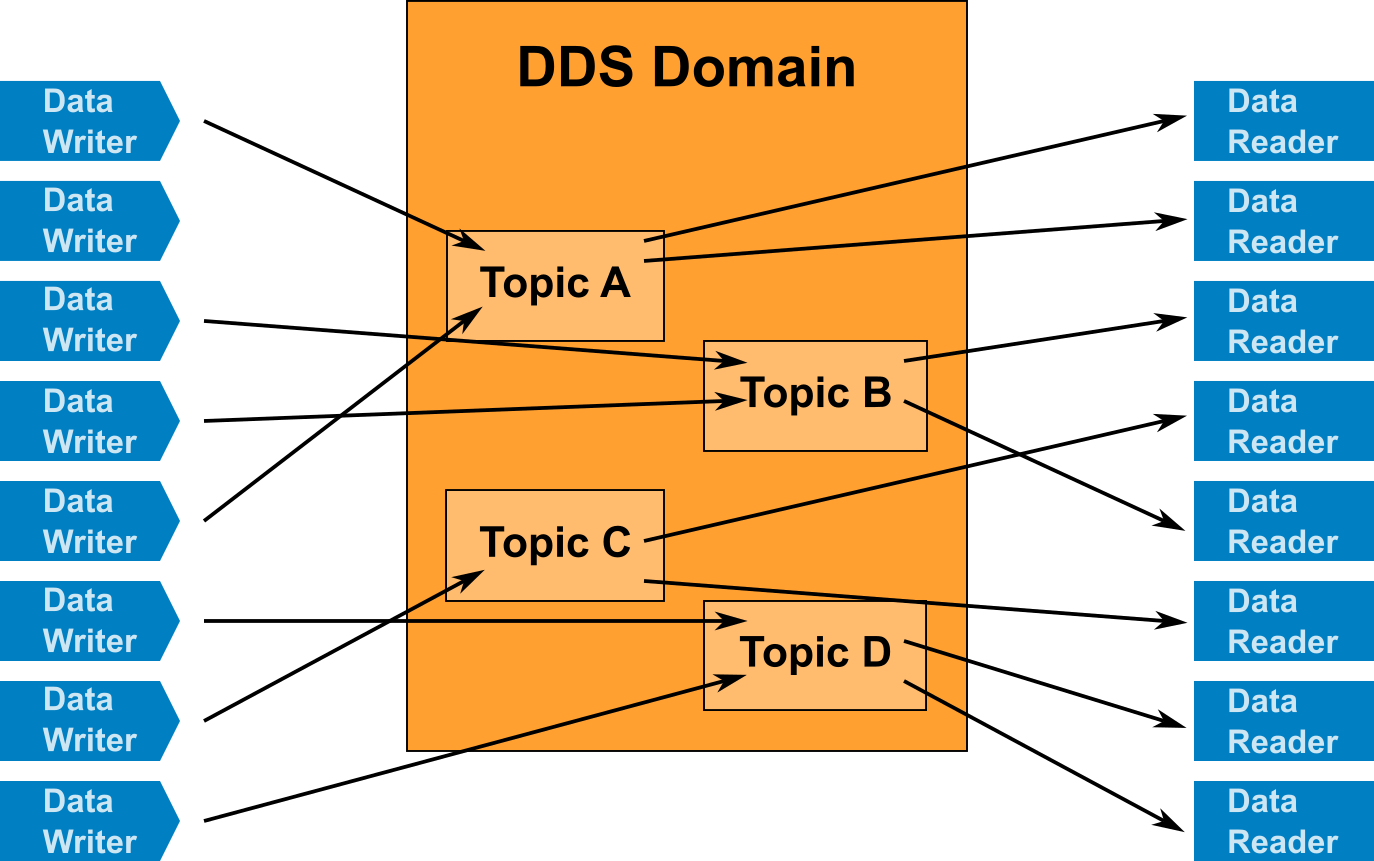 DDS Domain
Data
Writer
Data
Writer
Data
Writer
Data
Writer
Data
Writer
Data
Writer
Data
Writer
Data
Writer
Topic A
Topic B
Topic C
Topic D
Data
Reader
Data
Reader
Data
Reader
Data
Reader
Data
Reader
Data
Reader
Data
Reader
Data
Reader